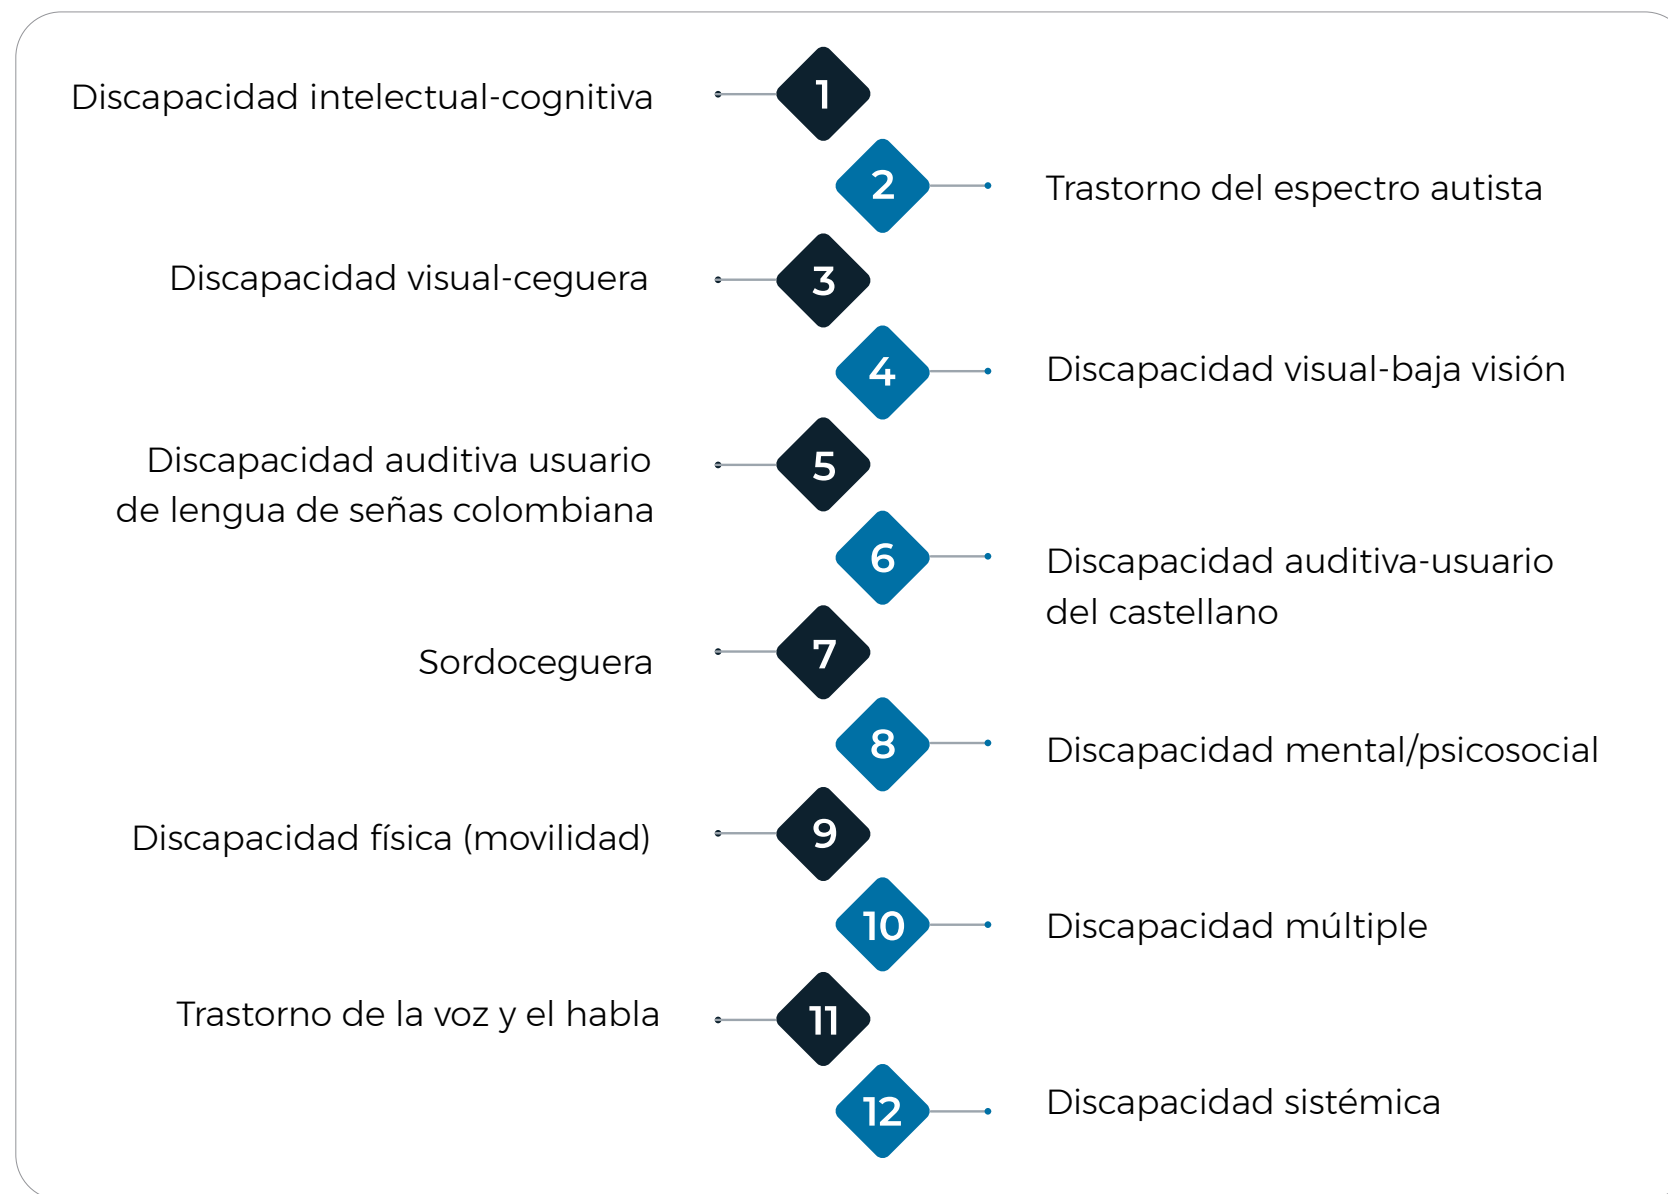 Discapacidad intelectual-cognitiva
1
2
Trastorno del espectro autista
Discapacidad visual-ceguera
3
4
Discapacidad visual-baja visión
Discapacidad auditiva usuario
de lengua de señas colombiana
5
6
Discapacidad auditiva-usuario
del castellano
Sordoceguera
7
8
Discapacidad mental/psicosocial
Discapacidad física (movilidad)
9
10
Discapacidad múltiple
Trastorno de la voz y el habla
11
12
Discapacidad sistémica